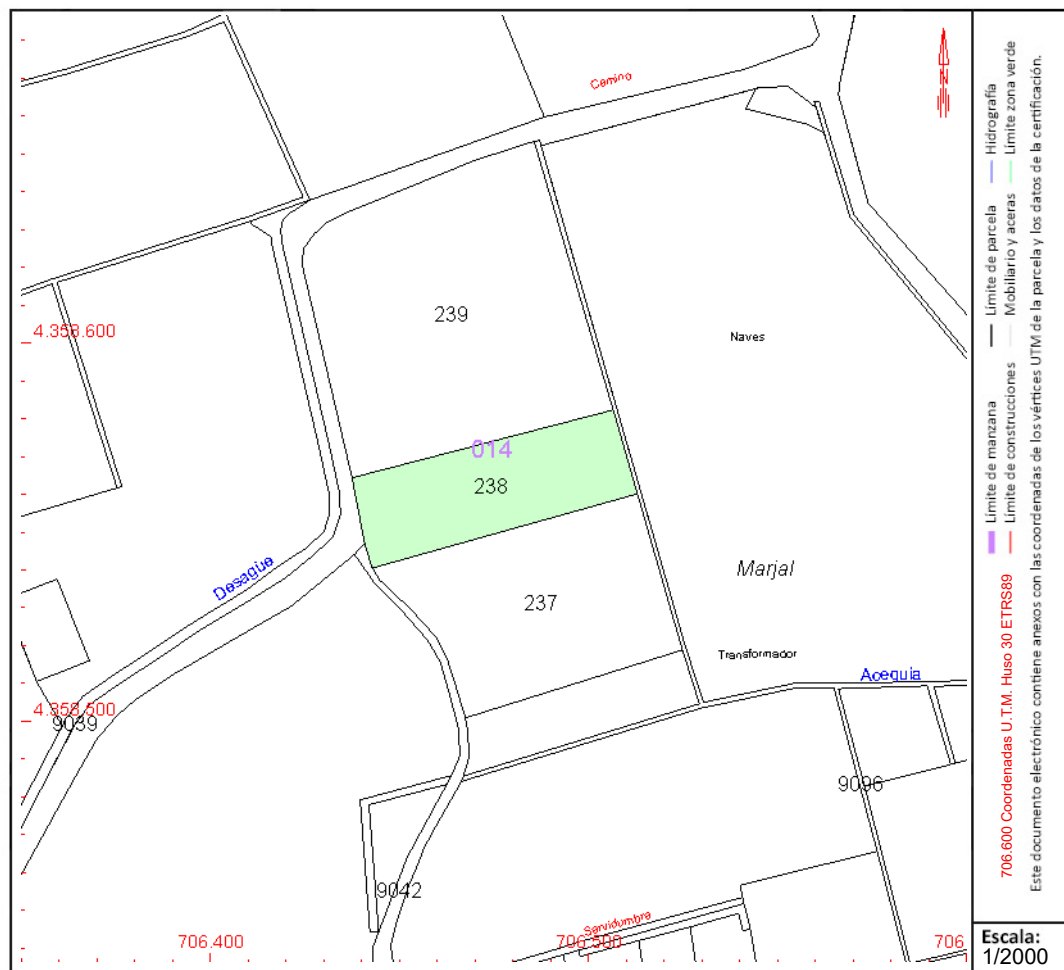 Camino
239
4.358.600
Naves
014
238
Desagüe
Marjal
237
Transformador
Acequia
4.358.500
9039
9096
9042
Servidumbre
706.400
706.500
706
N
Límite de manzana
Límite de parcela
Hidrografía
Límite de construcciones
Mobiliario y aceras
Límite zona verde
706.600 Coordenadas U.T.M. Huso 30 ETRS89
Este documento electrónico contiene anexos con las coordenadas de los vértices UTM de la parcela y los datos de la certificación.
Escala:
1/2000